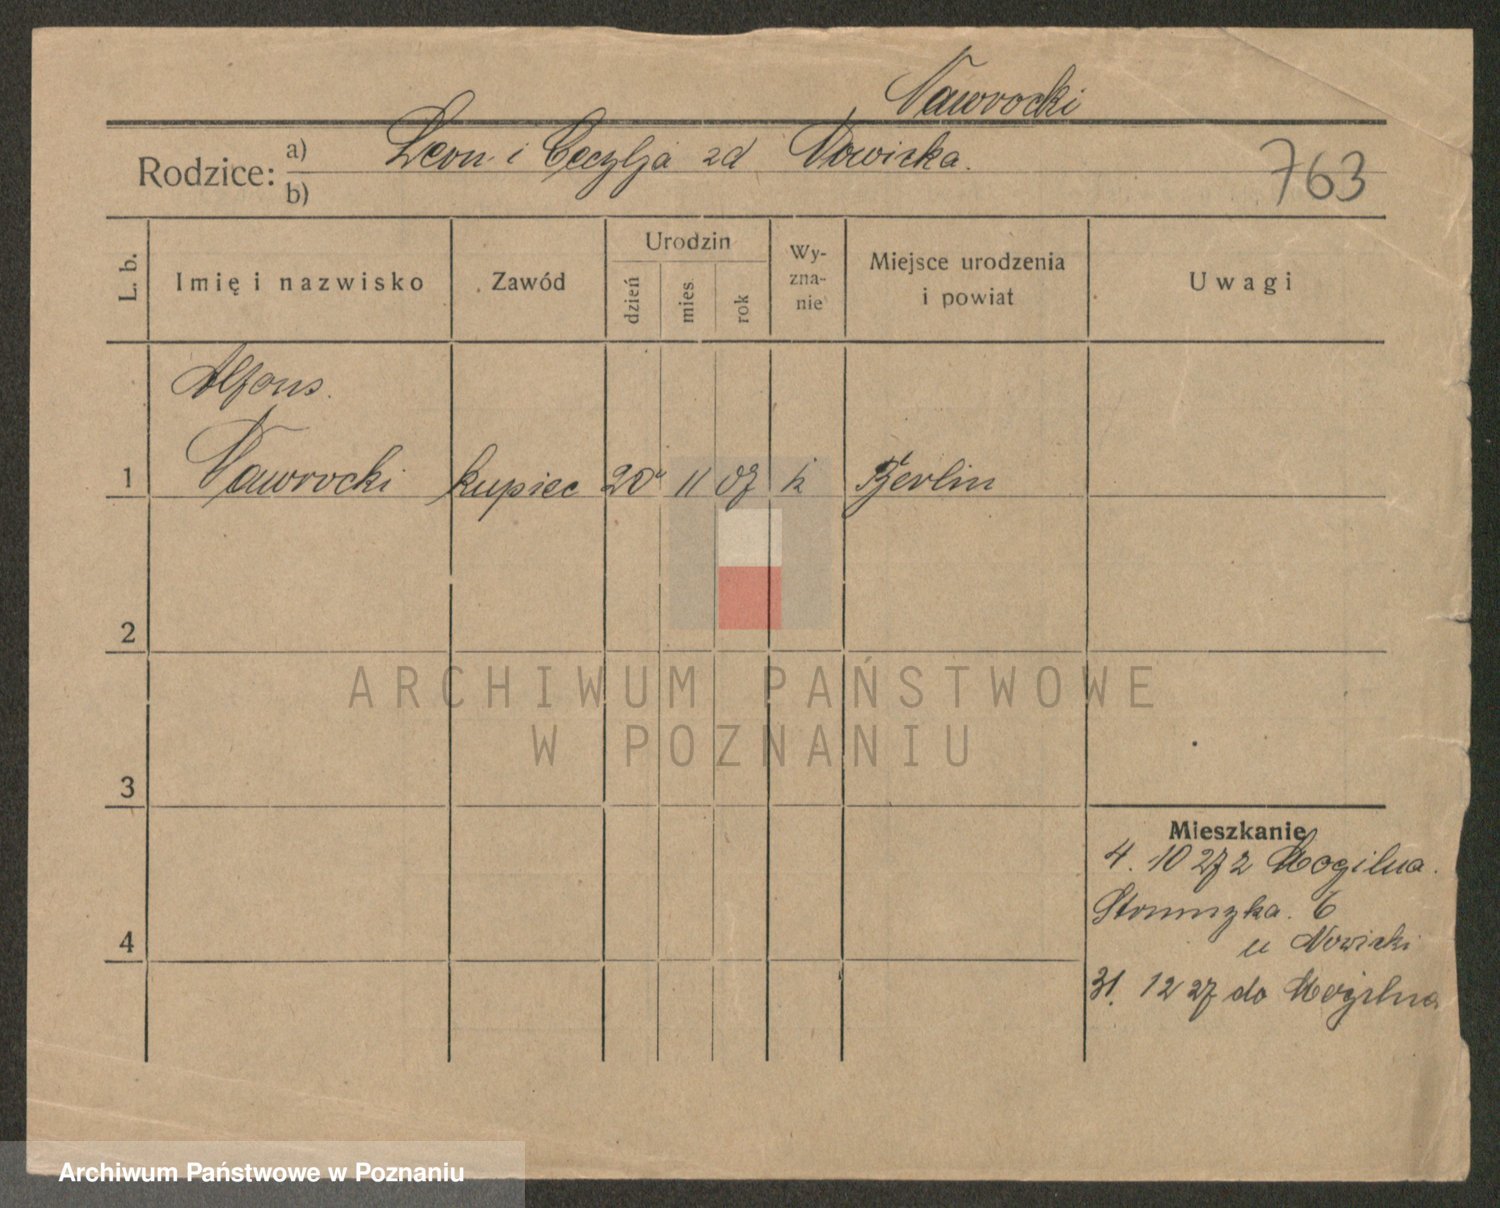 Nawrocki
Rodzice: a) Leon i Cecylja zd Nowicka.
b)
763
L. b.
Imię i nazwisko
Zawód
Urodzin
dzień
mies.
rok
Wy-
zna-
nie
Miejsce urodzenia
i powiat
Uwagi
Alfons.
1 Nawrocki kupiec 20 11 07 k Berlin
2
ARCHIWUM PAŃSTWOWE
W POZNANIU
3
Mieszkanie
4. 10 27 z Mogilna.
6
4
u Nowicki
31. 12 27 do Mogilna
Archiwum Państwowe w Poznaniu